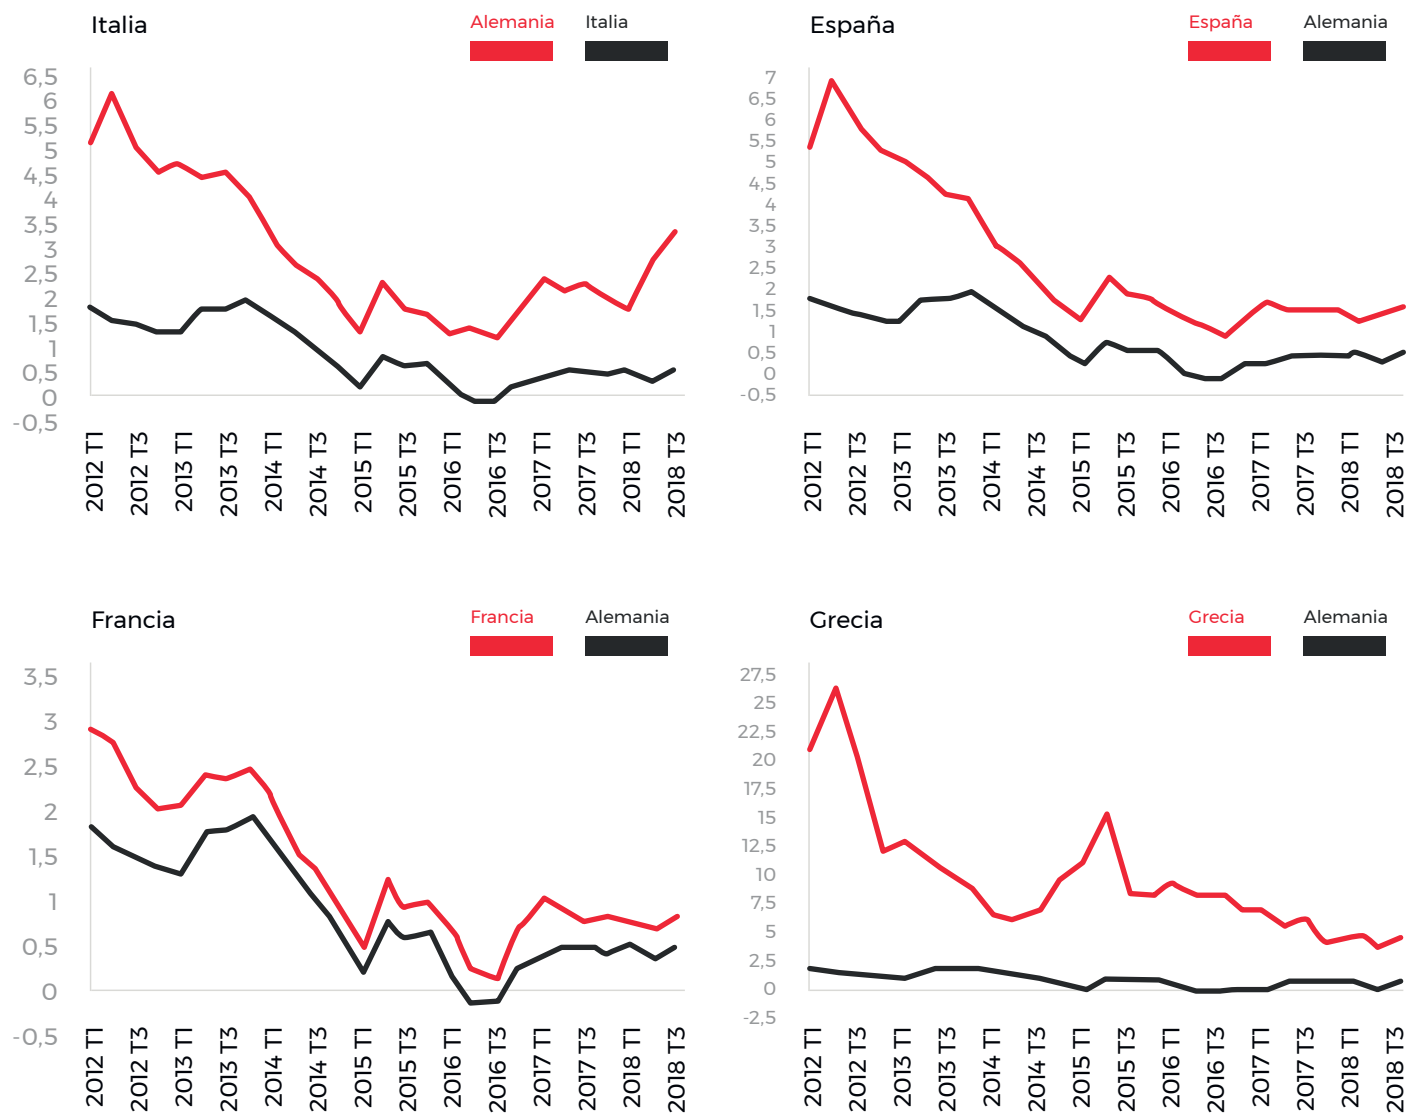 Italia
Alemania
Italia
6,5
6
5,5
5
4,5
4
3,5
3
2,5
2
1,5
1
0,5
0
-0,5
2012 T1
2012 T3
2013 T1
2013 T3
2014 T1
2014 T3
2015 T1
2015 T3
2016 T1
2016 T3
2017 T1
2017 T3
2018 T1
2018 T3
España
España
Alemania
7
6,5
6
5,5
5
4,5
4
3,5
3
2,5
2
1,5
1
0,5
0
-0,5
2012 T1
2012 T3
2013 T1
2013 T3
2014 T1
2014 T3
2015 T1
2015 T3
2016 T1
2016 T3
2017 T1
2017 T3
2018 T1
2018 T3
Francia
Francia
Alemania
3,5
3
2,5
2
1,5
1
0,5
0
-0,5
2012 T1
2012 T3
2013 T1
2013 T3
2014 T1
2014 T3
2015 T1
2015 T3
2016 T1
2016 T3
2017 T1
2017 T3
2018 T1
2018 T3
Grecia
Grecia
Alemania
27,5
25
22,5
20
17,5
15
12,5
10
7,5
5
2,5
0
-2,5
2012 T1
2012 T3
2013 T1
2013 T3
2014 T1
2014 T3
2015 T1
2015 T3
2016 T1
2016 T3
2017 T1
2017 T3
2018 T1
2018 T3